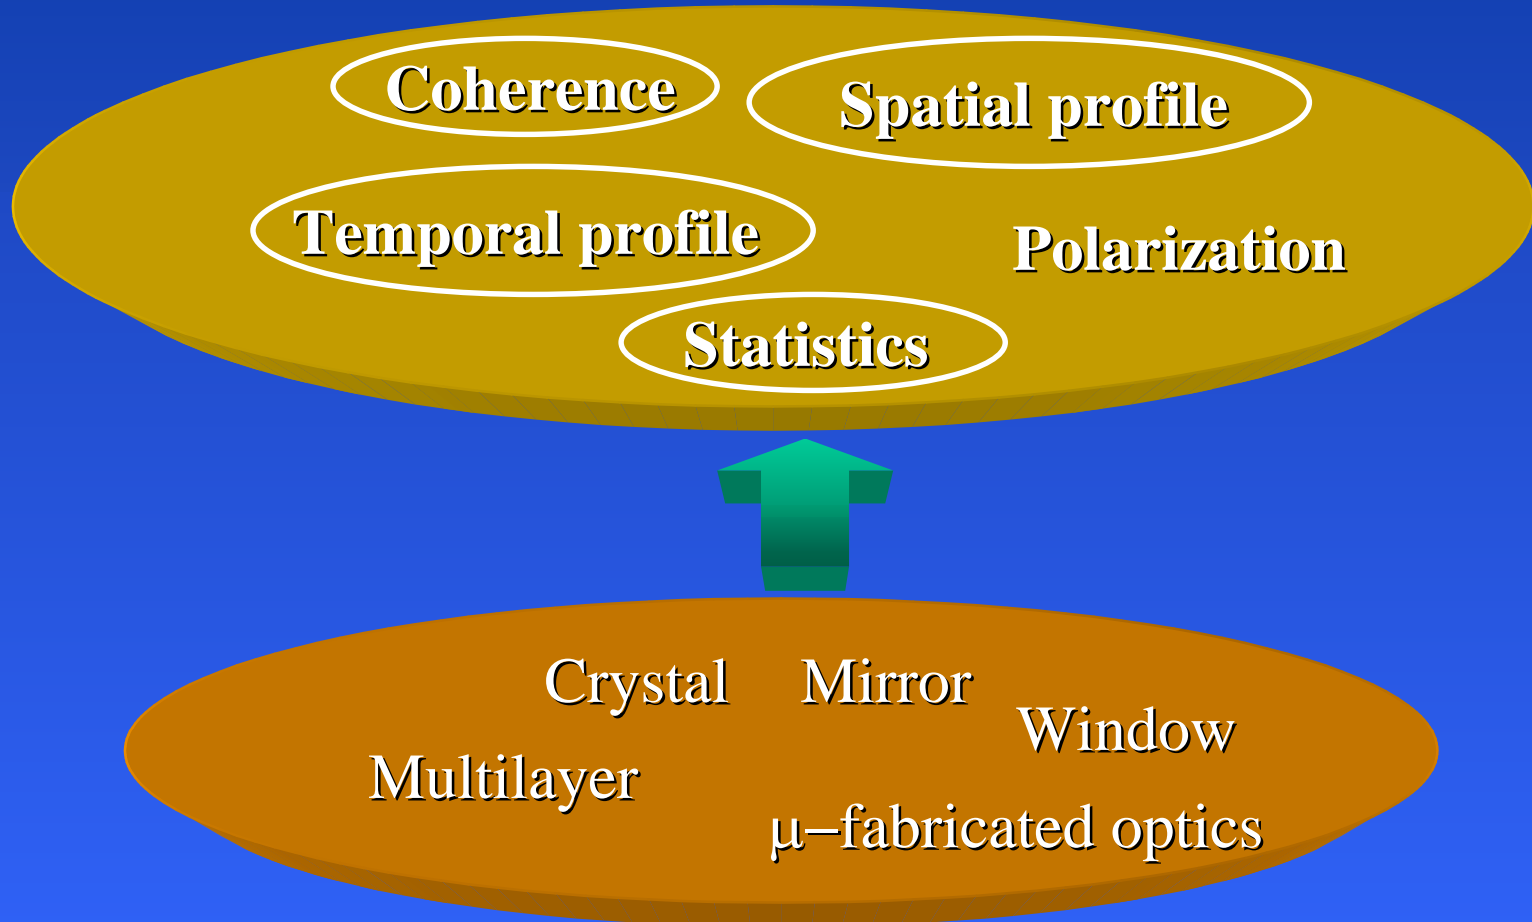 Coherence
Spatial profile
Temporal profile
Polarization
Statistics
Crystal
Mirror
Window
Multilayer
μ−fabricated optics